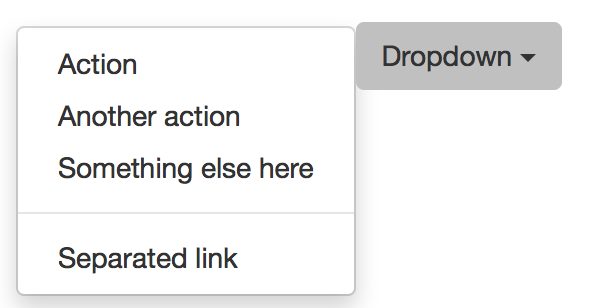 Action
Another action
Something else here
Separated link
Dropdown